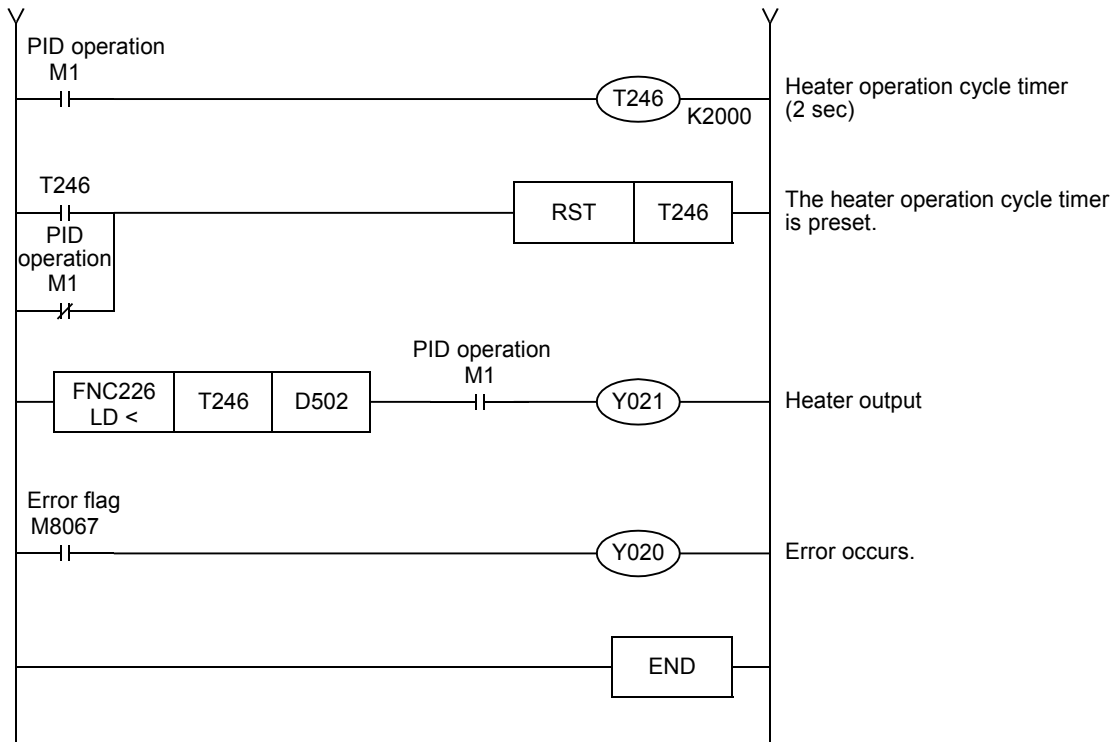 PID operation
M1
T246
K2000
Heater operation cycle timer
(2 sec)
T246
RST
T246
The heater operation cycle timer
is preset.
PID
operation
M1
PID operation
M1
FNC226
LD <
T246
D502
Y021
Heater output
Error flag
M8067
Y020
Error occurs.
END